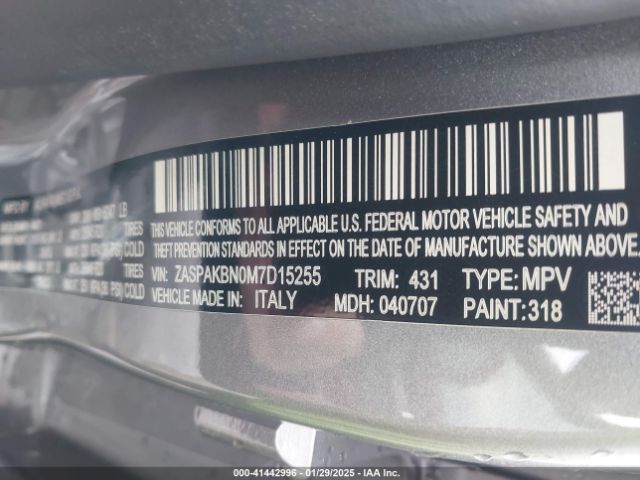 LB
TIRES
COLD
TIRES
COLD
THIS VEHICLE CONFORMS TO ALL APPLICABLE U.S. FEDERAL MOTOR VEHICLE SAFETY AND
THEFT PREVENTION STANDARDS IN EFFECT ON THE DATE OF MANUFACTURE SHOWN ABOVE.
VIN: ZASPAKBN0M7D15255 TRIM: 431 TYPE: MPV
VEHICLE MADE IN: ITALY MDH: 040707 PAINT:318
000-41442996 - 01/29/2025 - IAA Inc.